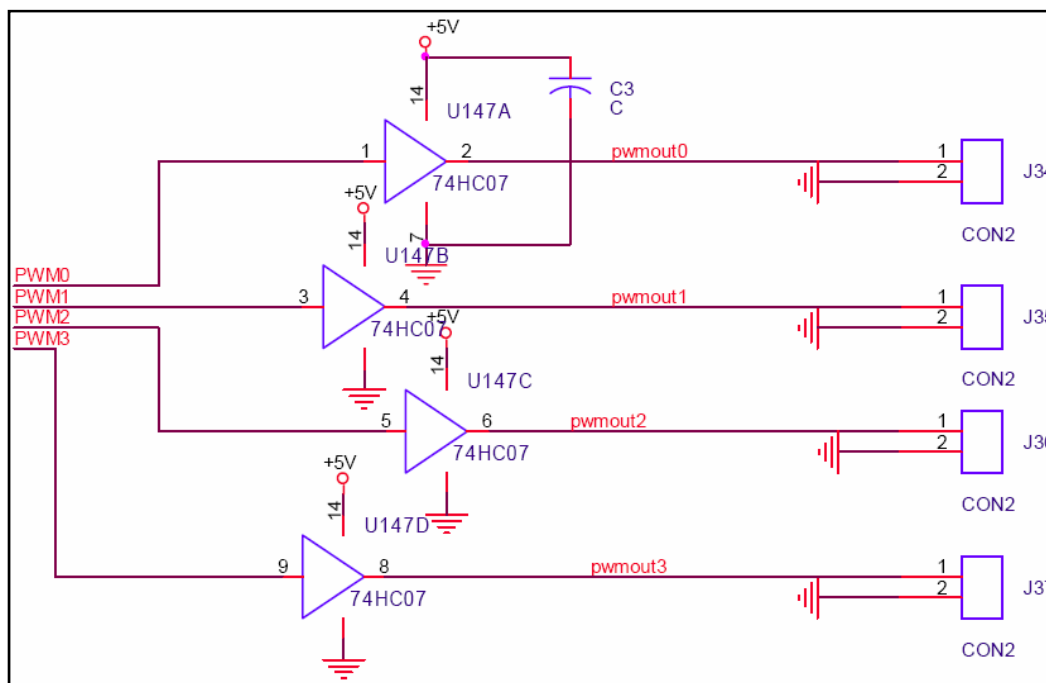 +5V
14
C3
C
U147A
1
2
pwmout0
1
2
J34
74HC07
CON2
+5V
14
7
U147B
PWM0
PWM1
PWM2
PWM3
3
4
pwmout1
1
2
J35
74HC07
CON2
+5V
14
U147C
5
6
pwmout2
1
2
J36
74HC07
CON2
+5V
14
U147D
9
8
pwmout3
1
2
J37
74HC07
CON2